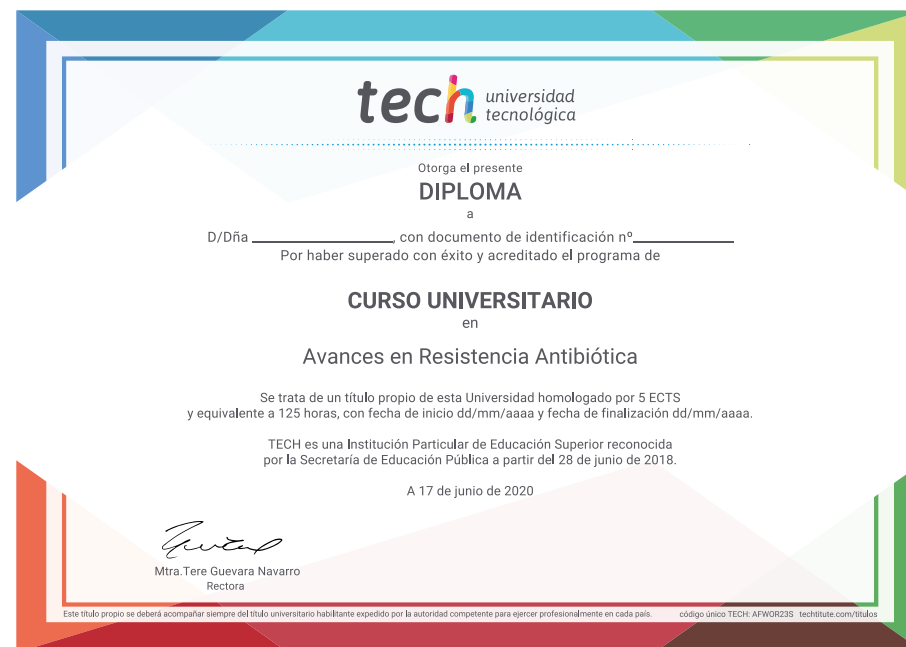 tech universidad
tecnológica
Otorga el presente
DIPLOMA
a
D/Dña ____________________, con documento de identificación nº______________
Por haber superado con éxito y acreditado el programa de
CURSO UNIVERSITARIO
en
Avances en Resistencia Antibiótica
Se trata de un título propio de esta Universidad homologado por 5 ECTS
y equivalente a 125 horas, con fecha de inicio dd/mm/aaaa y fecha de finalización dd/mm/aaaa.
TECH es una Institución Particular de Educación Superior reconocida
por la Secretaría de Educación Pública a partir del 28 de junio de 2018.
A 17 de junio de 2020
Mtra.Tere Guevara Navarro
Rectora
Este título propio se deberá acompañar siempre del título universitario habilitante expedido por la autoridad competente para ejercer profesionalmente en cada país. código único TECH: AFWOR23S techtitute.com/títulos